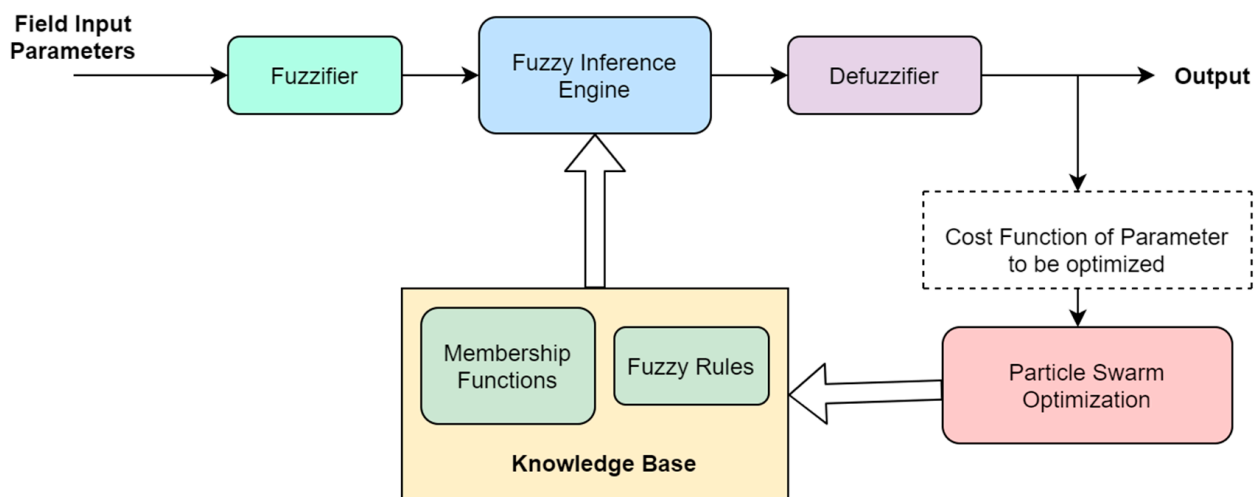 Field Input
Parameters
Fuzzifier
Fuzzy Inference
Engine
Defuzzifier
Output
Cost Function of Parameter
to be optimized
Membership
Functions
Fuzzy Rules
Particle Swarm
Optimization
Knowledge Base